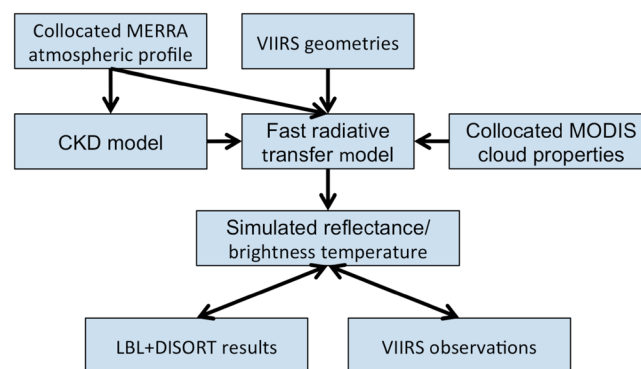 Collocated MERRA
atmospheric profile
VIIRS geometries
CKD model
Fast radiative
transfer model
Collocated MODIS
cloud properties
Simulated reflectance/
brightness temperature
LBL+DISORT results
VIIRS observations